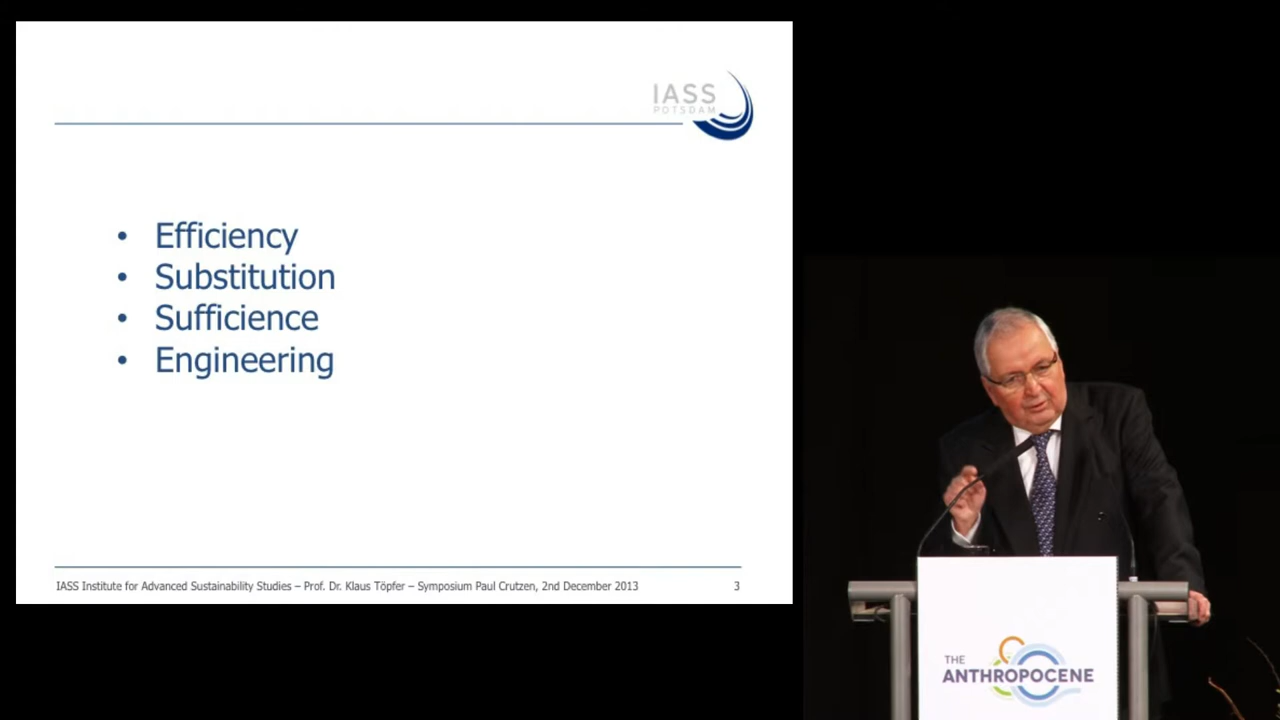 IASS
POTSDAM
• Efficiency
• Substitution
• Sufficience
• Engineering
IASS Institute for Advanced Sustainability Studies – Prof. Dr. Klaus Töpfer – Symposium Paul Crutzen, 2nd December 2013
3
THE
ANTHROPOCENE